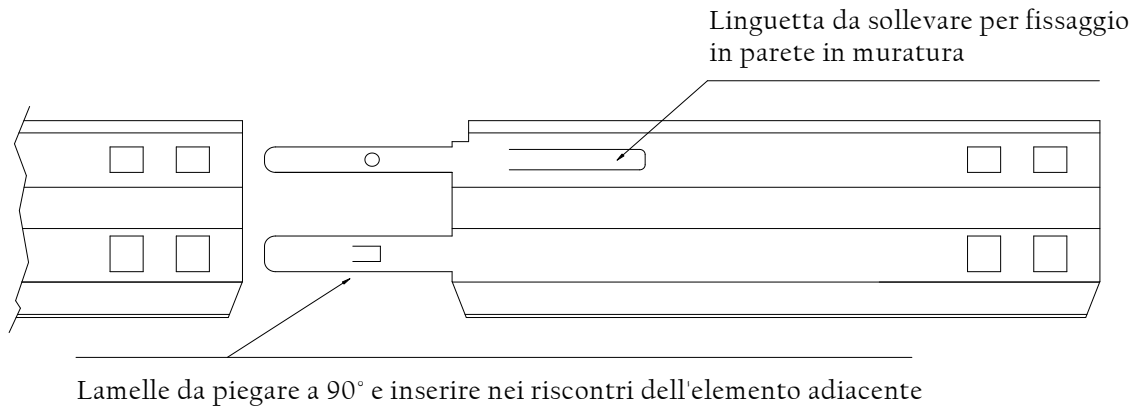 Linguetta da sollevare per fissaggio
in parete in muratura
Lamelle da piegare a 90° e inserire nei riscontri dell'elemento adiacente